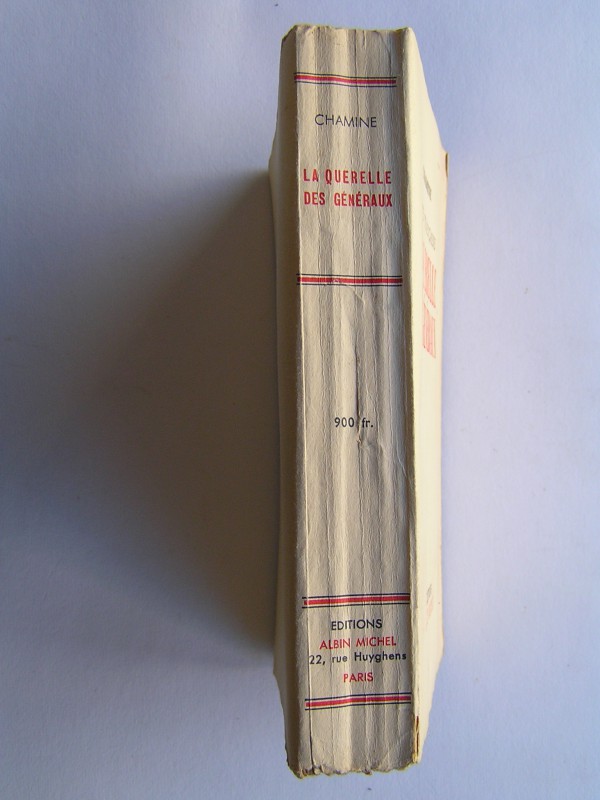 CHAMINE
LA QUERELLE
DES GÉNÉRAUX
900 fr.
EDITIONS
ALBIN MICHEL
22, rue Huyghens
PARIS